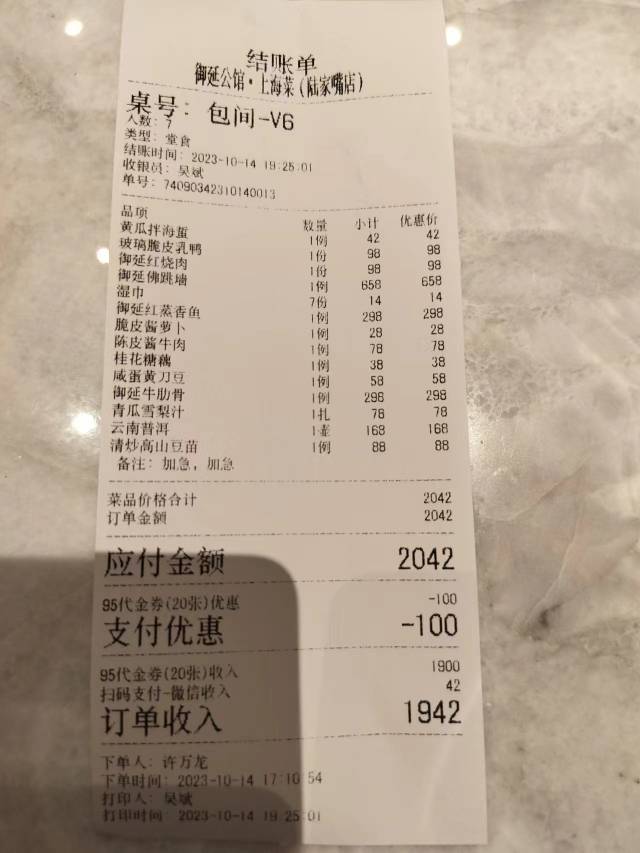 结账单
御延公馆·上海菜(陆家嘴店)
桌号: 包间-V6
人数: 7
类型: 堂食
结账时间: 2023-10-14 19:25:01
收银员: 吴斌
单号: 74090342310140013
品项 数量 小计 优惠价
黄瓜拌海蜇 1例 42 42
玻璃脆皮乳鸭 1份 98 98
御延红烧肉 1份 98 98
御延佛跳墙 1例 658 658
湿巾 7份 14 14
御延红蒸香鱼 1例 298 298
脆皮酱萝卜 1例 28 28
陈皮酱牛肉 1例 78 78
桂花糖藕 1例 38 38
咸蛋黄刀豆 1例 58 58
御延牛肋骨 1例 298 298
青瓜雪梨汁 1扎 78 78
云南普洱 1壶 168 168
清炒高山豆苗 1例 88 88
备注: 加急, 加急
菜品价格合计 2042
订单金额 2042
应付金额 2042
95代金券(20张)优惠 -100
支付优惠 -100
95代金券(20张)收入 1900
扫码支付-微信收入 42
订单收入 1942
下单人: 许万龙
下单时间: 2023-10-14 17:10:54
打印人: 吴斌
打印时间: 2023-10-14 19:25:01